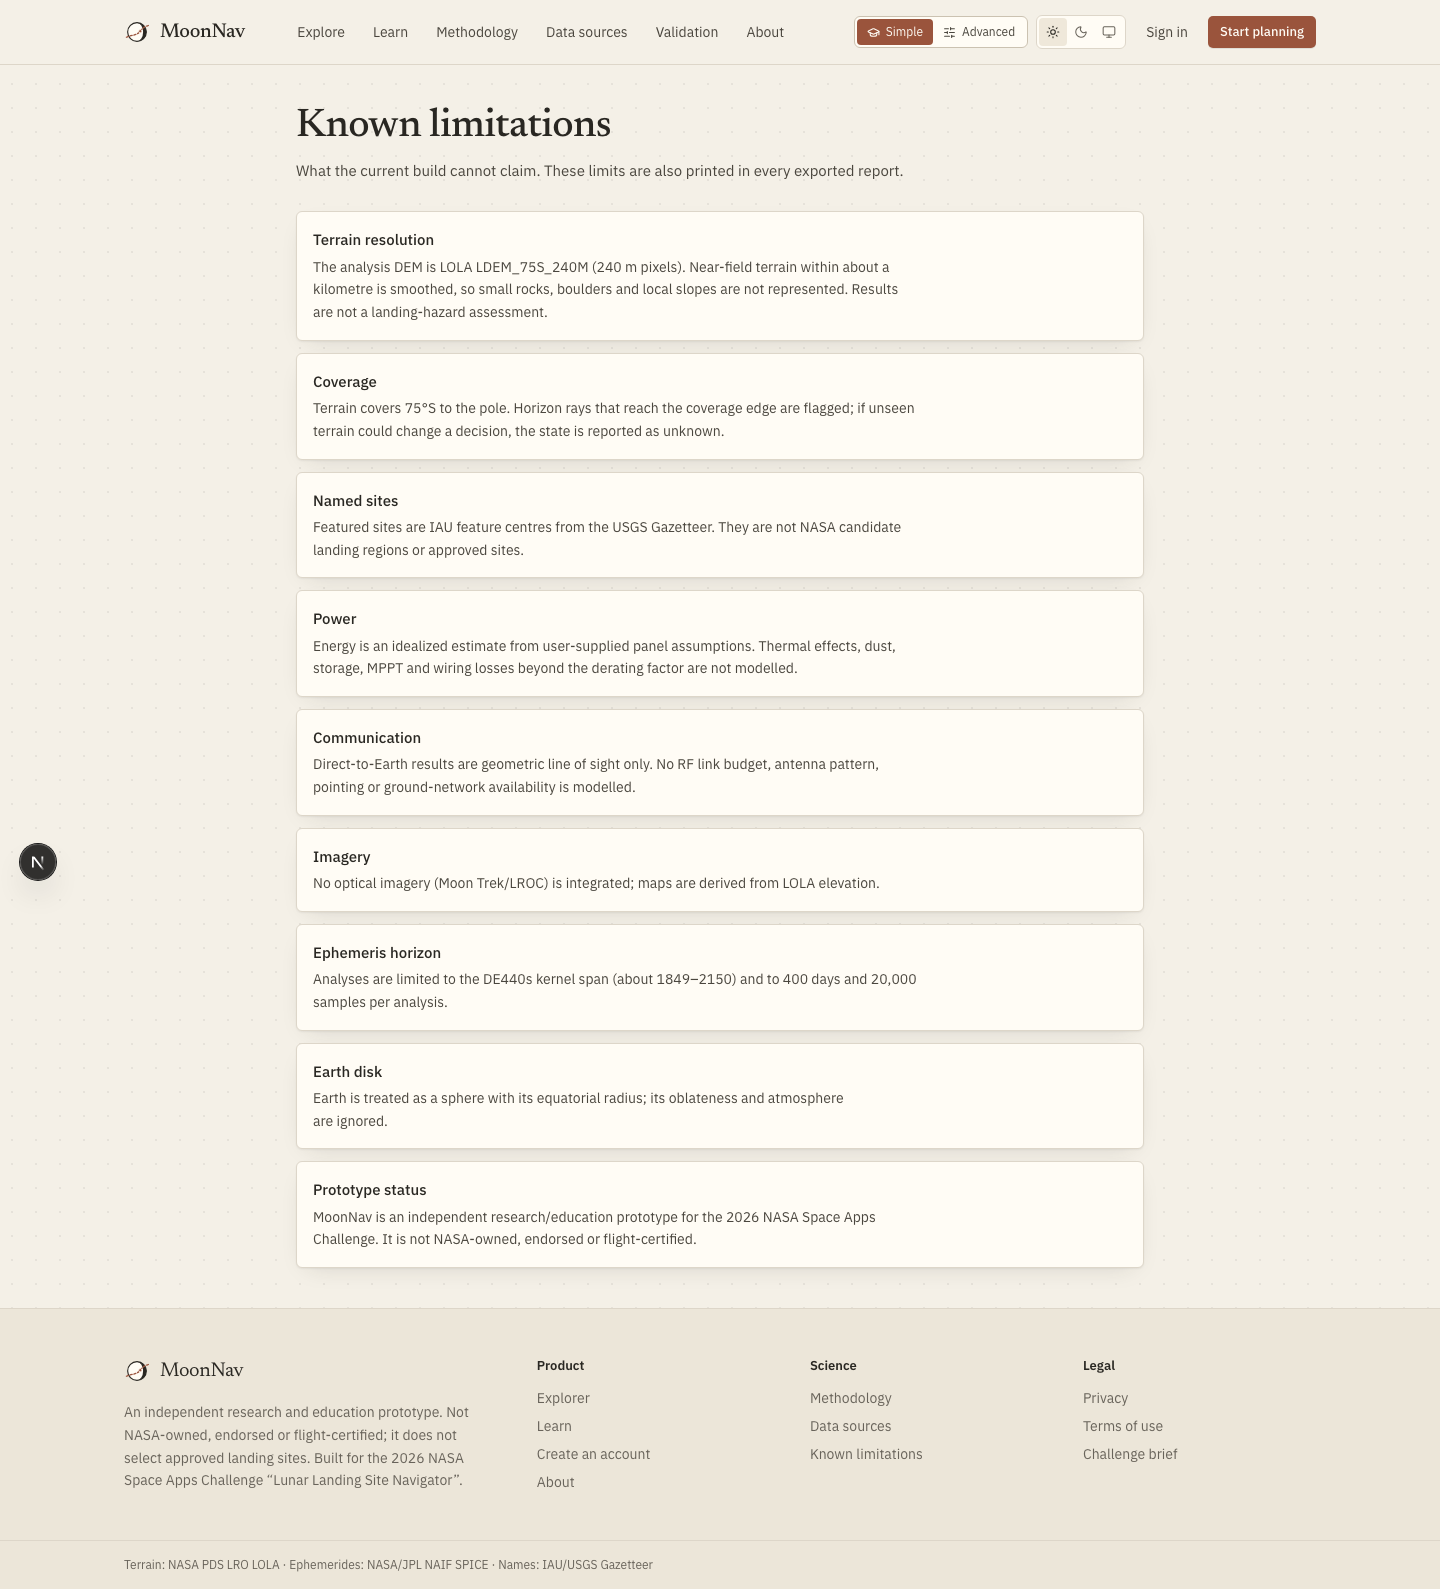 MoonNav
Explore
Learn
Methodology
Data sources
Validation
About
Simple
Advanced
Sign in
Start planning
Known limitations
What the current build cannot claim. These limits are also printed in every exported report.
Terrain resolution
The analysis DEM is LOLA LDEM_75S_240M (240 m pixels). Near-field terrain within about a
kilometre is smoothed, so small rocks, boulders and local slopes are not represented. Results
are not a landing-hazard assessment.
Coverage
Terrain covers 75°S to the pole. Horizon rays that reach the coverage edge are flagged; if unseen
terrain could change a decision, the state is reported as unknown.
Named sites
Featured sites are IAU feature centres from the USGS Gazetteer. They are not NASA candidate
landing regions or approved sites.
Power
Energy is an idealized estimate from user-supplied panel assumptions. Thermal effects, dust,
storage, MPPT and wiring losses beyond the derating factor are not modelled.
Communication
Direct-to-Earth results are geometric line of sight only. No RF link budget, antenna pattern,
pointing or ground-network availability is modelled.
Imagery
No optical imagery (Moon Trek/LROC) is integrated; maps are derived from LOLA elevation.
Ephemeris horizon
Analyses are limited to the DE440s kernel span (about 1849–2150) and to 400 days and 20,000
samples per analysis.
Earth disk
Earth is treated as a sphere with its equatorial radius; its oblateness and atmosphere
are ignored.
Prototype status
MoonNav is an independent research/education prototype for the 2026 NASA Space Apps
Challenge. It is not NASA-owned, endorsed or flight-certified.
N
MoonNav
An independent research and education prototype. Not
NASA-owned, endorsed or flight-certified; it does not
select approved landing sites. Built for the 2026 NASA
Space Apps Challenge “Lunar Landing Site Navigator”.
Product
Explorer
Learn
Create an account
About
Science
Methodology
Data sources
Known limitations
Legal
Privacy
Terms of use
Challenge brief
Terrain: NASA PDS LRO LOLA · Ephemerides: NASA/JPL NAIF SPICE · Names: IAU/USGS Gazetteer